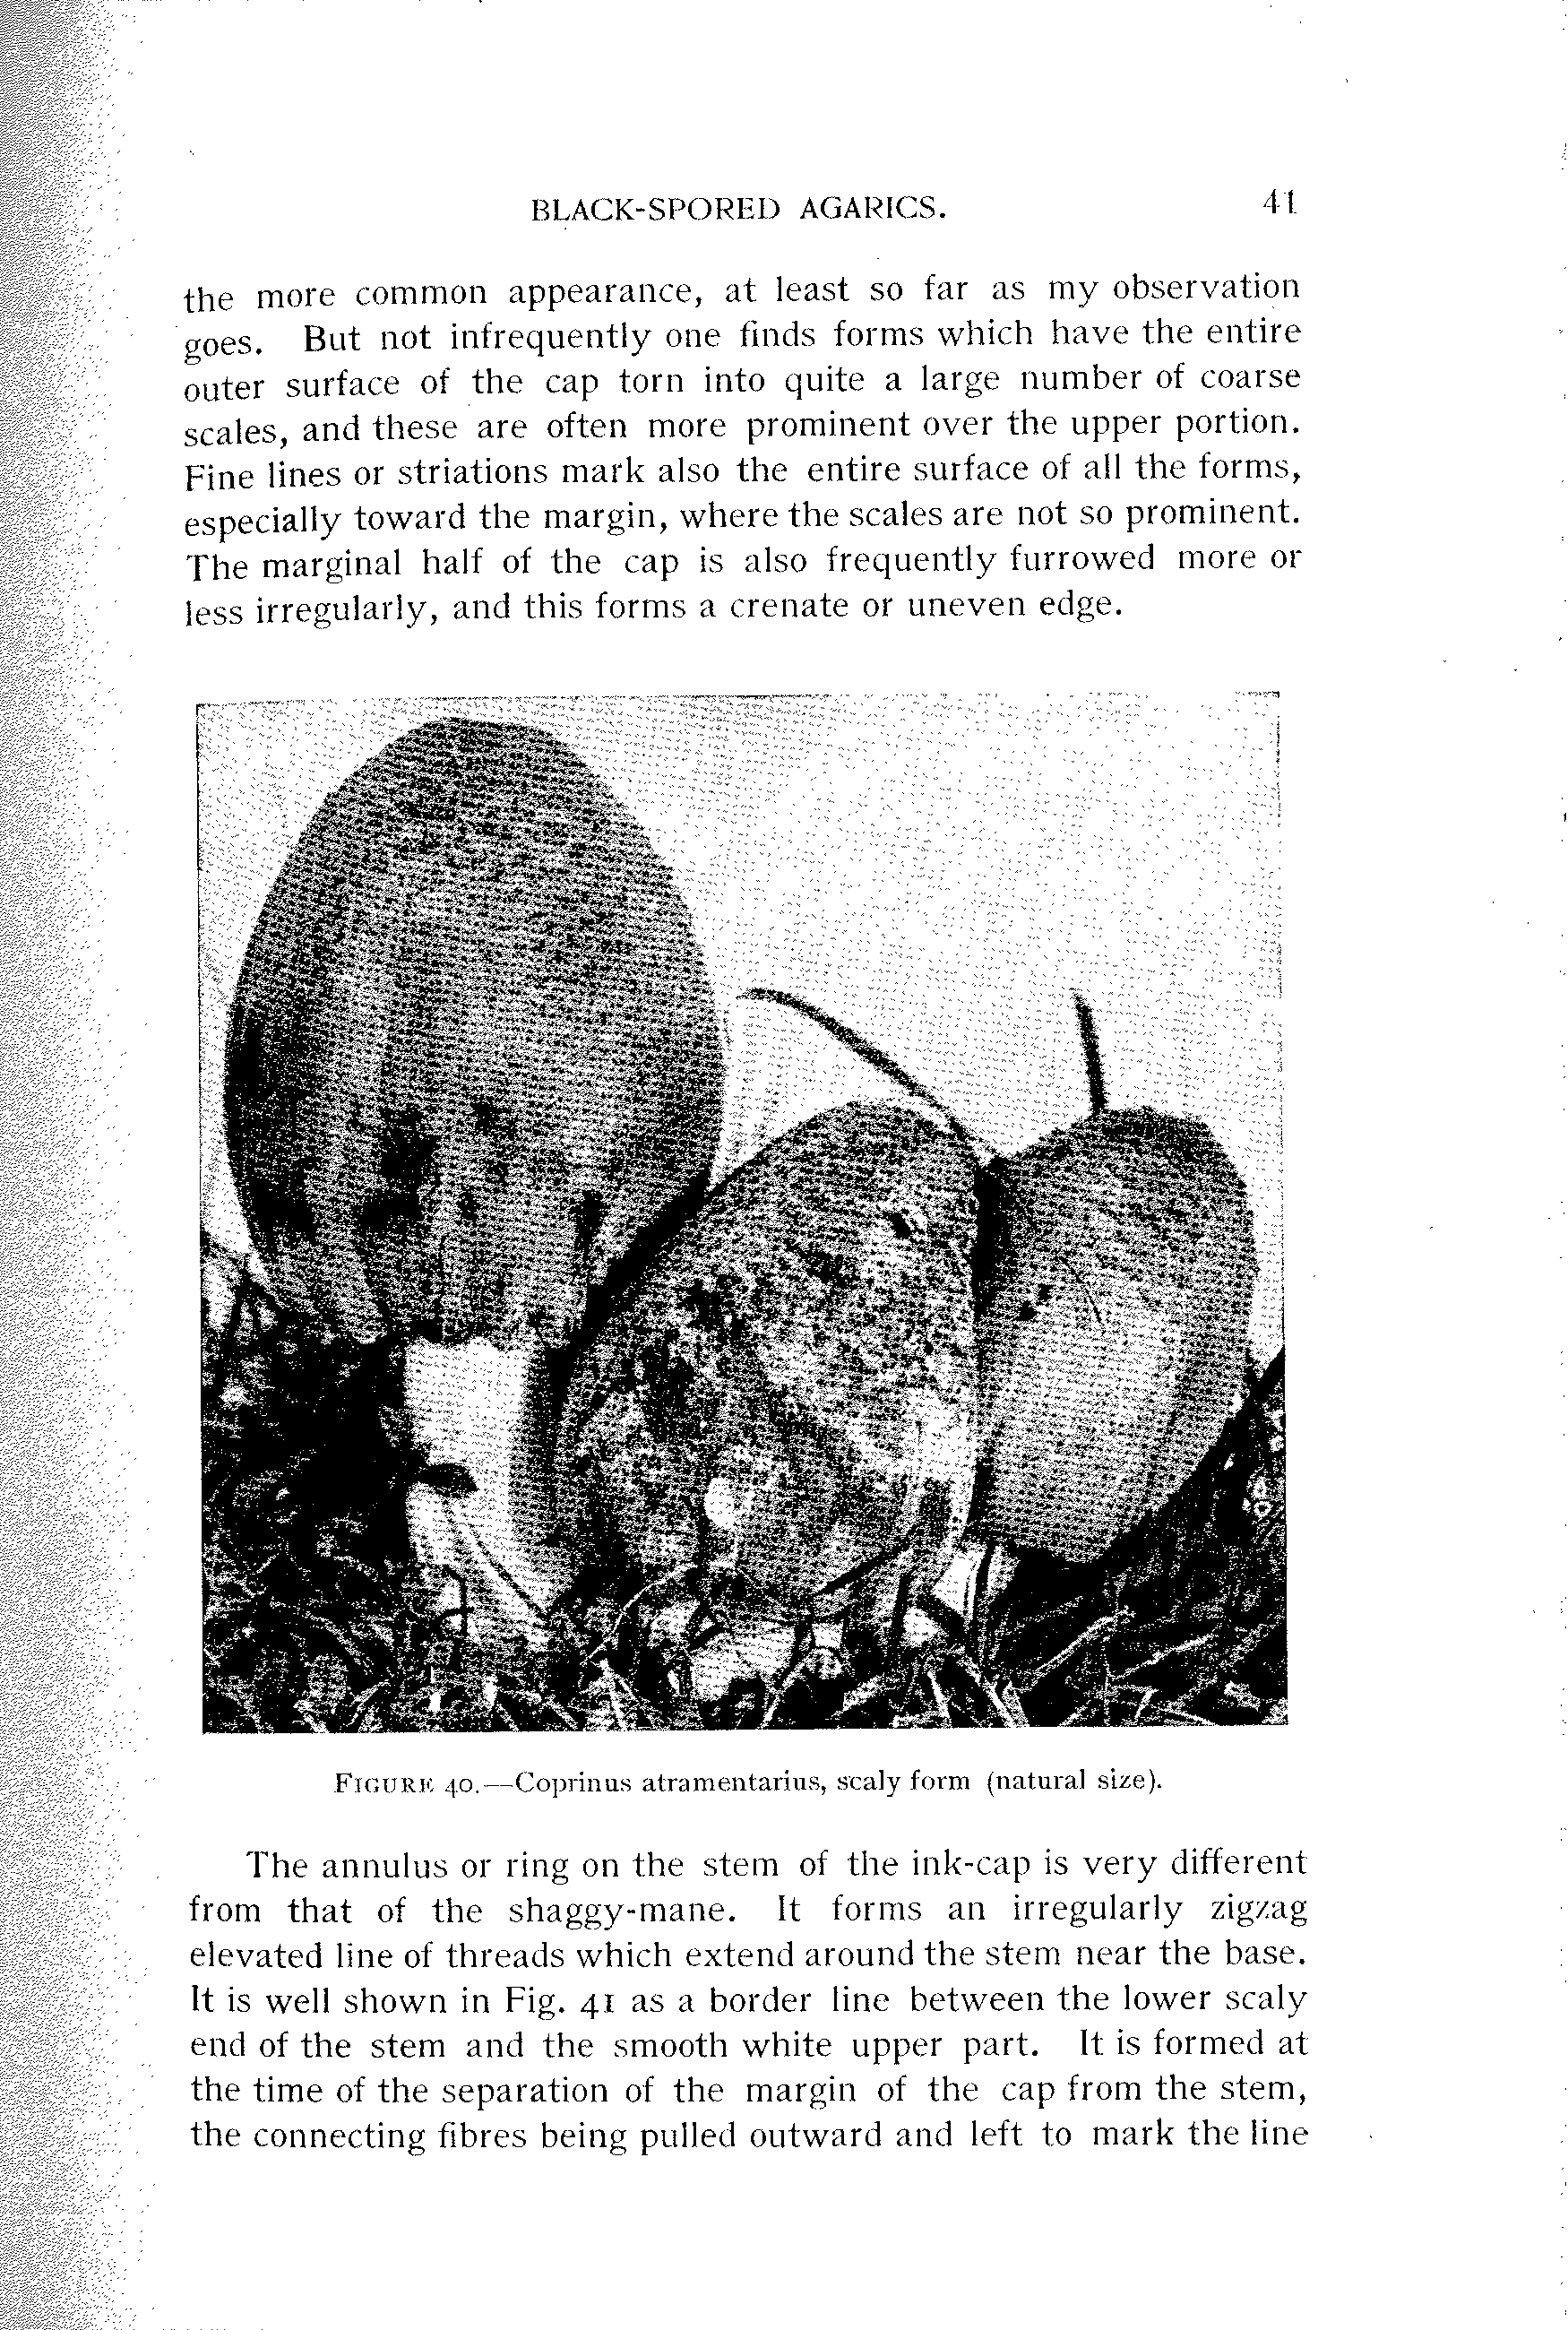 BLACK-SPORED AGARICS. 41
the more common appearance, at least so far as my observation
goes. But not infrequently one finds forms which have the entire
outer surface of the cap torn into quite a large number of coarse
scales, and these are often more prominent over the upper portion.
Fine lines or striations mark also the entire surface of all the forms,
especially toward the margin, where the scales are not so prominent.
The marginal half of the cap is also frequently furrowed more or
less irregularly, and this forms a crenate or uneven edge.
FIGURE 40.—Coprinus atramentarius, scaly form (natural size).
The annulus or ring on the stem of the ink-cap is very different
from that of the shaggy-mane. It forms an irregularly zigzag
elevated line of threads which extend around the stem near the base.
It is well shown in Fig. 41 as a border line between the lower scaly
end of the stem and the smooth white upper part. It is formed at
the time of the separation of the margin of the cap from the stem,
the connecting fibres being pulled outward and left to mark the line